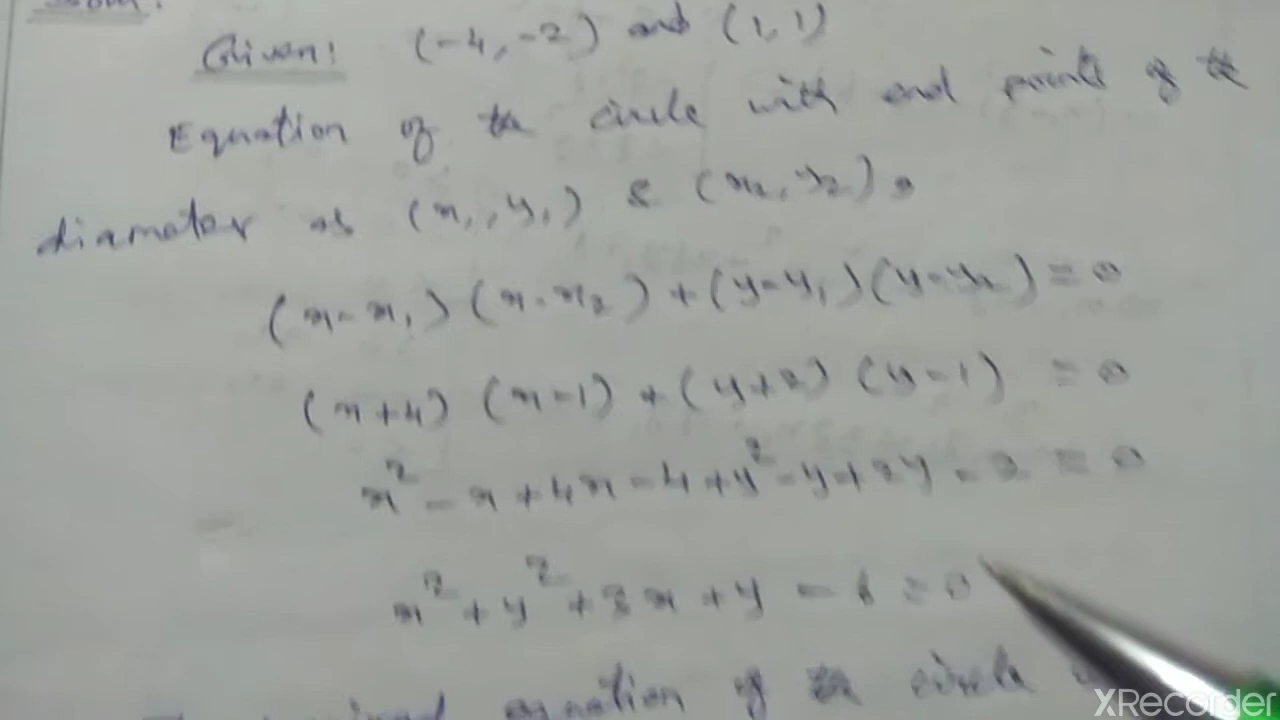 Soln:
Given: (-4, -2) and (1, 1)
Equation of the circle with end points of the
diameter as (x₁, y₁) & (x₂, y₂).
(x - x₁) (x - x₂) + (y - y₁) (y - y₂) = 0
(x + 4) (x - 1) + (y + 2) (y - 1) = 0
x² - x + 4x - 4 + y² - y + 2y - 2 = 0
x² + y² + 3x + y - 6 = 0
equation of the circle
XRecorder